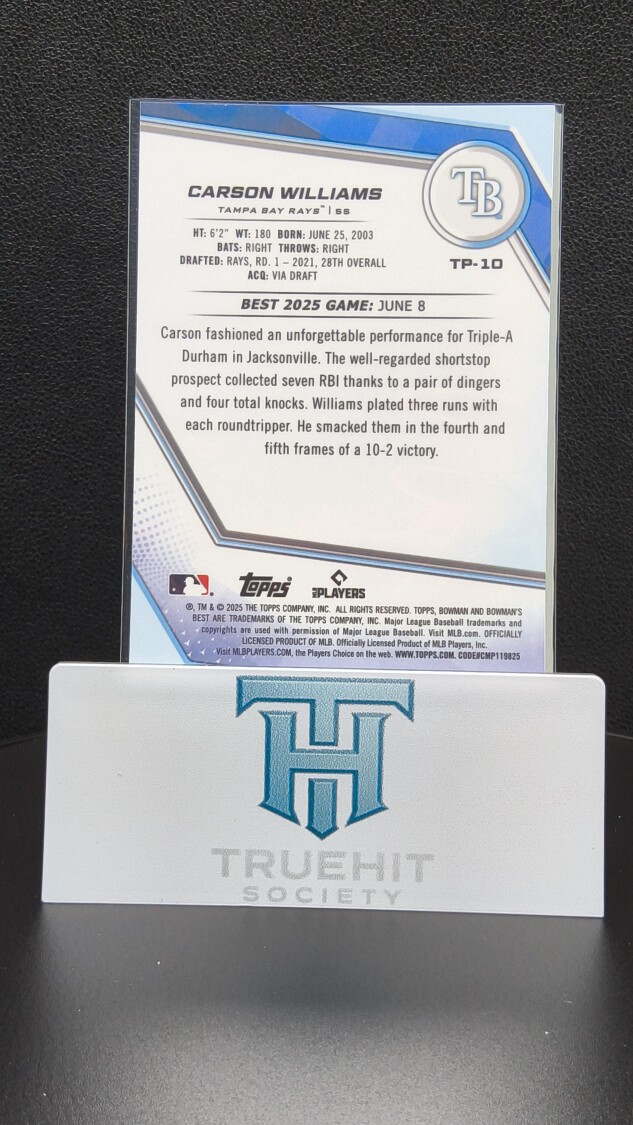 CARSON WILLIAMS
TAMPA BAY RAYS™ | SS
TB
TP-10
HT: 6'2" WT: 180 BORN: JUNE 25, 2003
BATS: RIGHT THROWS: RIGHT
DRAFTED: RAYS, RD. 1 – 2021, 28TH OVERALL
ACQ: VIA DRAFT
BEST 2025 GAME: JUNE 8
Carson fashioned an unforgettable performance for Triple-A
Durham in Jacksonville. The well-regarded shortstop
prospect collected seven RBI thanks to a pair of dingers
and four total knocks. Williams plated three runs with
each roundtripper. He smacked them in the fourth and
fifth frames of a 10-2 victory.
topps
MLB PLAYERS
®, TM & © 2025 THE TOPPS COMPANY, INC. ALL RIGHTS RESERVED. TOPPS, BOWMAN AND BOWMAN'S
BEST ARE TRADEMARKS OF THE TOPPS COMPANY, INC. Major League Baseball trademarks and
copyrights are used with permission of Major League Baseball. Visit MLB.com. OFFICIALLY
LICENSED PRODUCT OF MLB. Officially Licensed Product of MLB Players, Inc.
Visit MLBPLAYERS.COM, the Players Choice on the web. WWW.TOPPS.COM. CODE#CMP119825
TH
TRUEHIT
SOCIETY